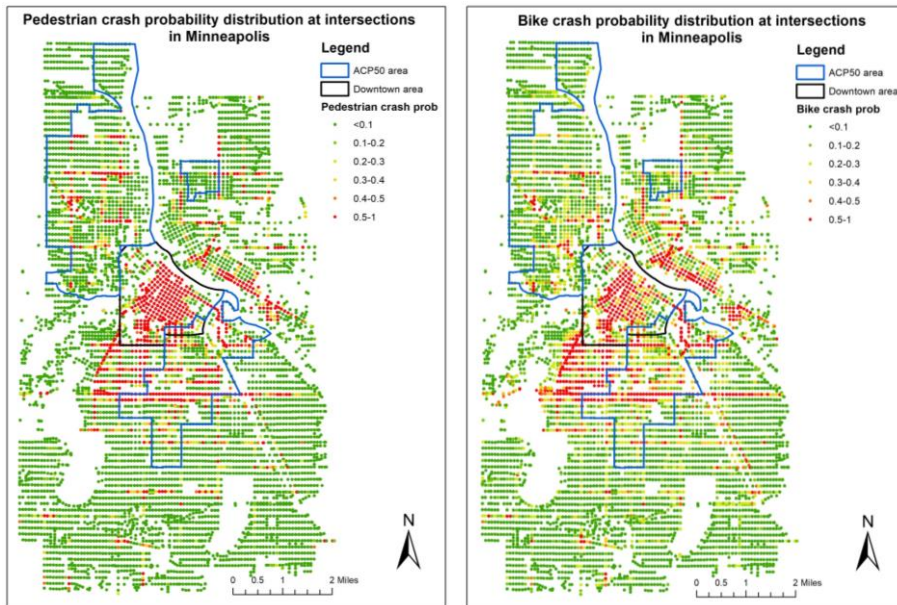 Pedestrian crash probability distribution at intersections
in Minneapolis
Legend
ACP50 area
Downtown area
Pedestrian crash prob
<0.1
0.1-0.2
0.2-0.3
0.3-0.4
0.4-0.5
0.5-1
N
0 0.5 1 2 Miles
Bike crash probability distribution at intersections
in Minneapolis
Legend
ACP50 area
Downtown area
Bike crash prob
<0.1
0.1-0.2
0.2-0.3
0.3-0.4
0.4-0.5
0.5-1
N
0 0.5 1 2 Miles